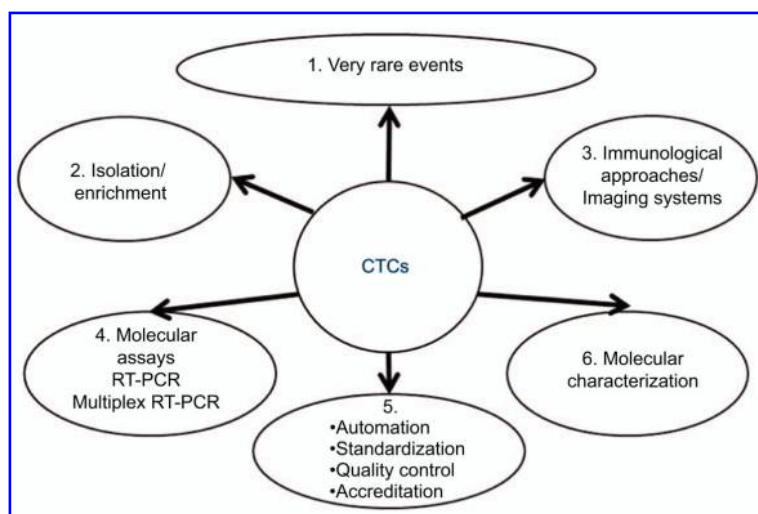 1. Very rare events
2. Isolation/
enrichment
3. Immunological
approaches/
Imaging systems
CTCs
4. Molecular
assays
RT-PCR
Multiplex RT-PCR
5.
•Automation
•Standardization
•Quality control
•Accreditation
6. Molecular
characterization